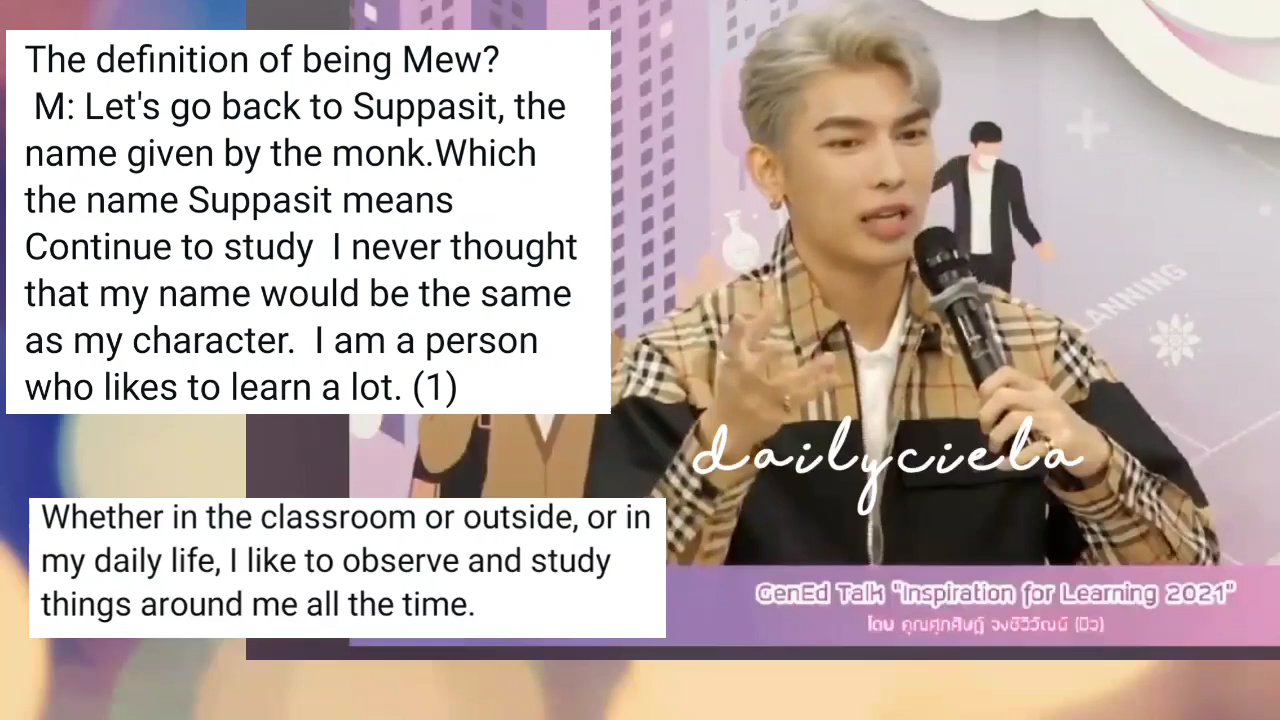 The definition of being Mew?
M: Let's go back to Suppasit, the
name given by the monk.Which
the name Suppasit means
Continue to study I never thought
that my name would be the same
as my character. I am a person
who likes to learn a lot. (1)
Whether in the classroom or outside, or in
my daily life, I like to observe and study
things around me all the time.
LANNING
dailyciela
GenEd Talk "Inspiration for Learning 2021"
โดย คุณศุภศิษฏ์ จงชีวีวัฒน์ (มิว)